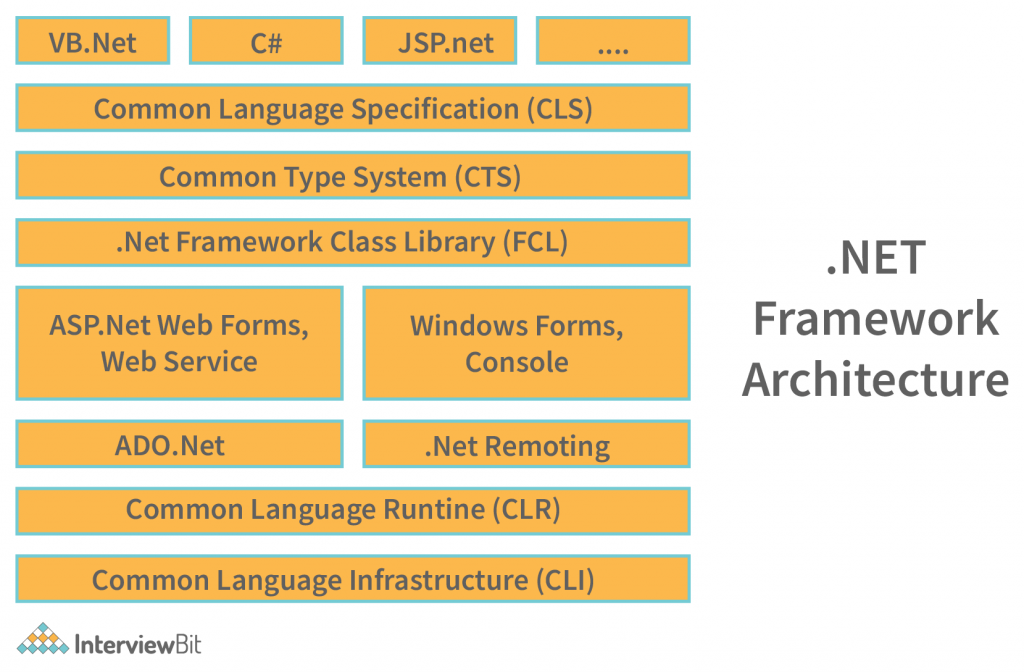 VB.Net
C#
JSP.net
....
Common Language Specification (CLS)
Common Type System (CTS)
.Net Framework Class Library (FCL)
ASP.Net Web Forms,
Web Service
Windows Forms,
Console
ADO.Net
.Net Remoting
Common Language Runtine (CLR)
Common Language Infrastructure (CLI)
.NET
Framework
Architecture
InterviewBit